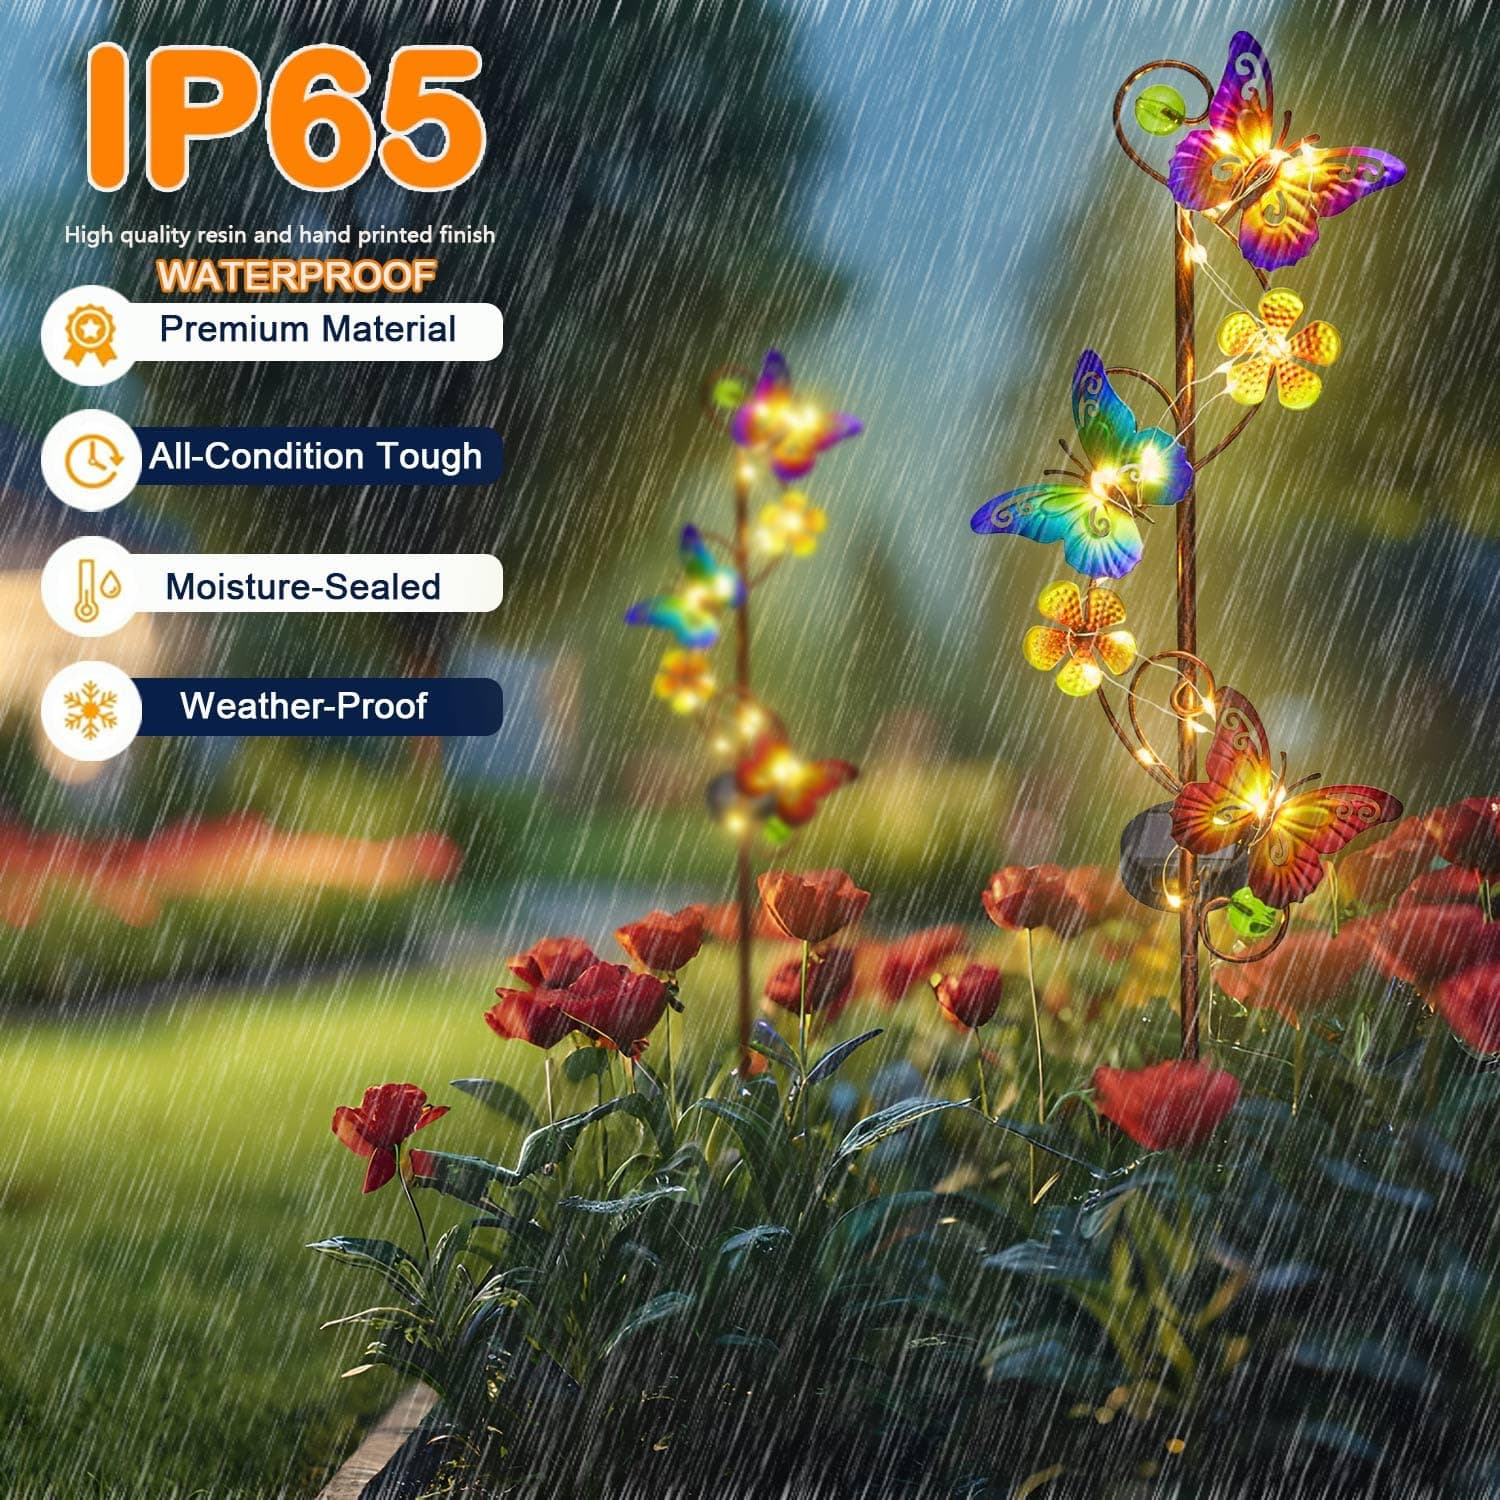 IP65
High quality resin and hand printed finish
WATERPROOF
Premium Material
All-Condition Tough
Moisture-Sealed
Weather-Proof